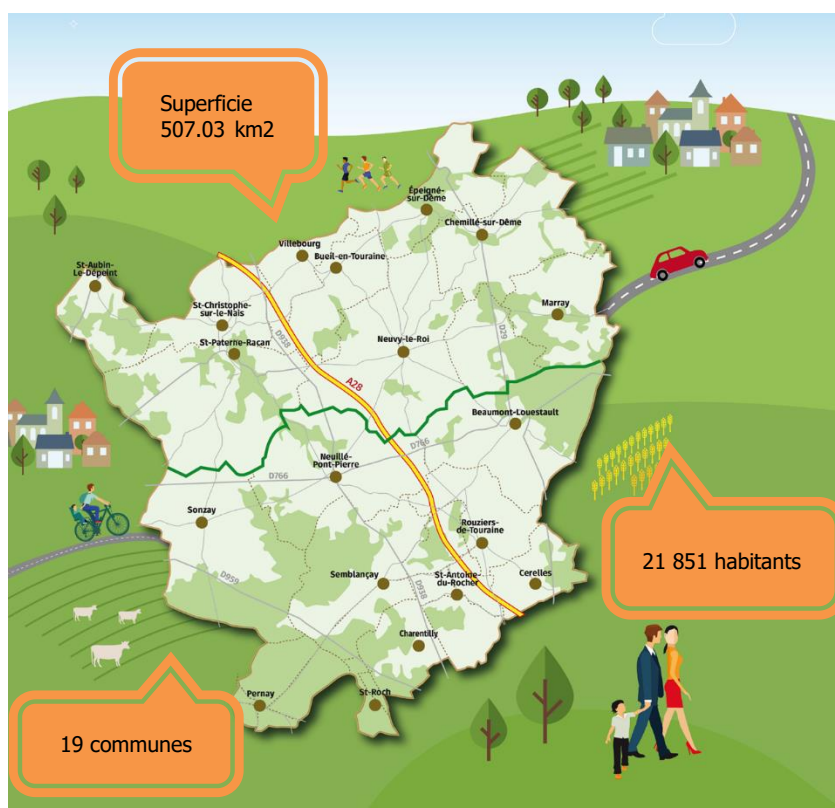 Superficie
507.03 km2
Épeigné-
sur-Dême
Chemillé-sur-Dême
Villebourg
Bueil-en-Touraine
St-Aubin-
Le-Dépeint
St-Christophe-
sur-le-Nais
Marray
D938
D29
St-Paterne-Racan
Neuvy-le-Roi
A28
Beaumont-Louestault
D766
Neuillé-
Pont-Pierre
D766
Sonzay
Rouziers-
de-Touraine
21 851 habitants
D959
Semblançay
D938
St-Antoine-
du-Rocher
Cerelles
Charentilly
Pernay
St-Roch
19 communes